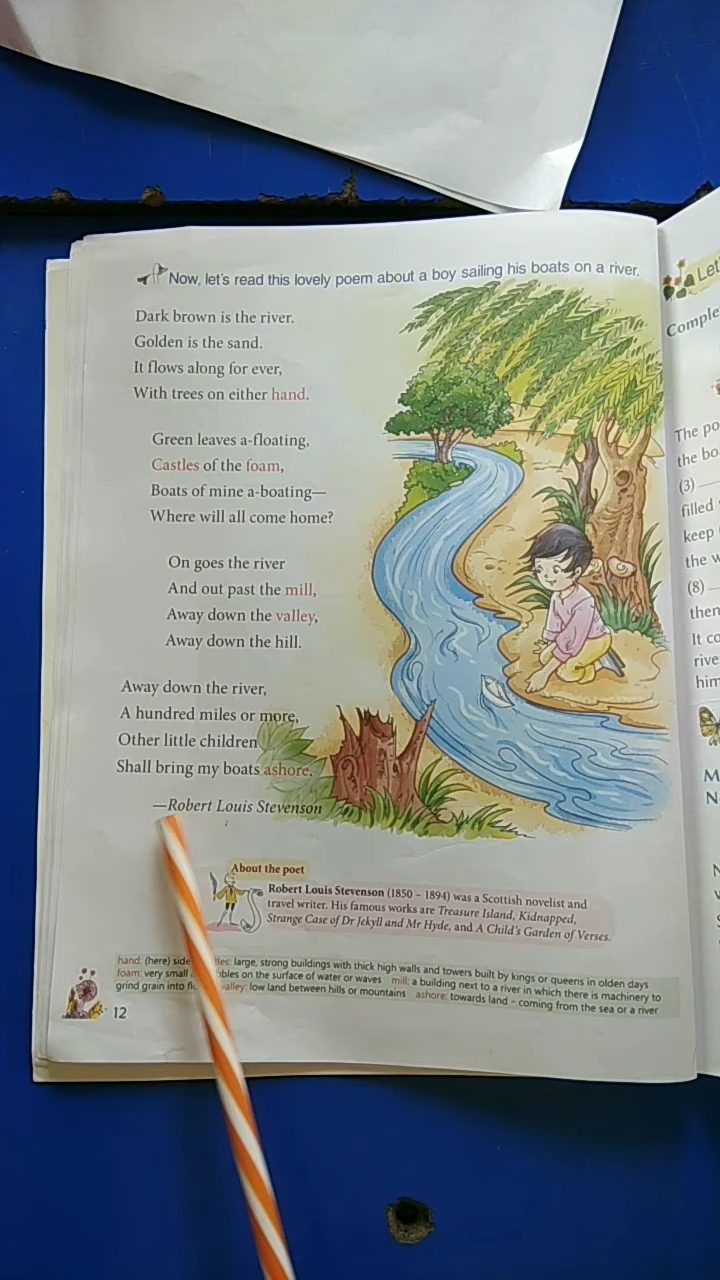 Now, let's read this lovely poem about a boy sailing his boats on a river.
Dark brown is the river.
Golden is the sand.
It flows along for ever,
With trees on either hand.
Green leaves a-floating,
Castles of the foam,
Boats of mine a-boating—
Where will all come home?
On goes the river
And out past the mill,
Away down the valley,
Away down the hill.
Away down the river,
A hundred miles or more,
Other little children
Shall bring my boats ashore.
—Robert Louis Stevenson
About the poet
Robert Louis Stevenson (1850 – 1894) was a Scottish novelist and
travel writer. His famous works are Treasure Island, Kidnapped,
Strange Case of Dr Jekyll and Mr Hyde, and A Child's Garden of Verses.
hand: (here) side large, strong buildings with thick high walls and towers built by kings or queens in olden days
foam: very small on the surface of water or waves mill: a building next to a river in which there is machinery to
grind grain into valley: low land between hills or mountains ashore: towards land – coming from the sea or a river
12
Let'
The po
the bo
(3)
filled
keep
the w
(8)
then
It co
rive
him
M
N